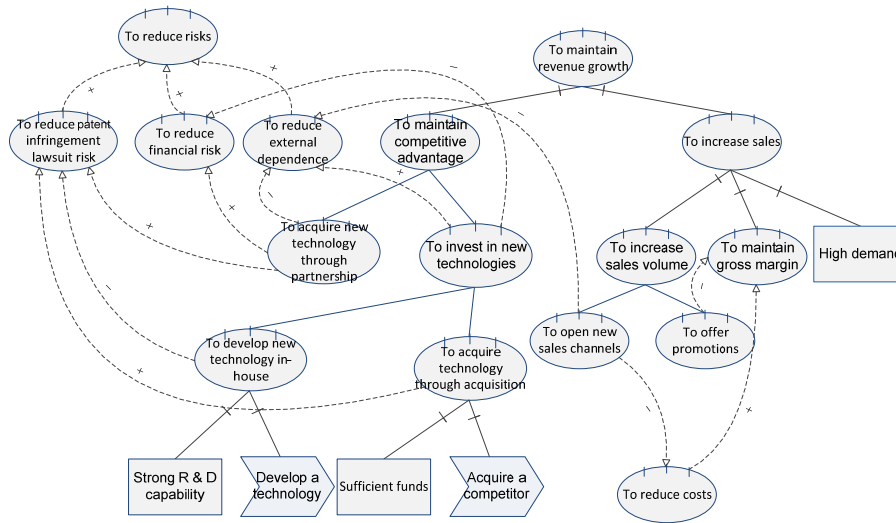 To reduce risks
To maintain
revenue growth
To reduce patent
infringement
lawsuit risk
To reduce
financial risk
To reduce
external
dependence
To maintain
competitive
advantage
To increase sales
To acquire new
technology
through
partnership
To invest in new
technologies
To increase
sales volume
To maintain
gross margin
High demand
To develop new
technology in-
house
To acquire
technology
through acquisition
To open new
sales channels
To offer
promotions
Strong R & D
capability
Develop a
technology
Sufficient funds
Acquire a
competitor
To reduce costs
+
+
+
–
–
+
–
+
+
–
+
–
–
+